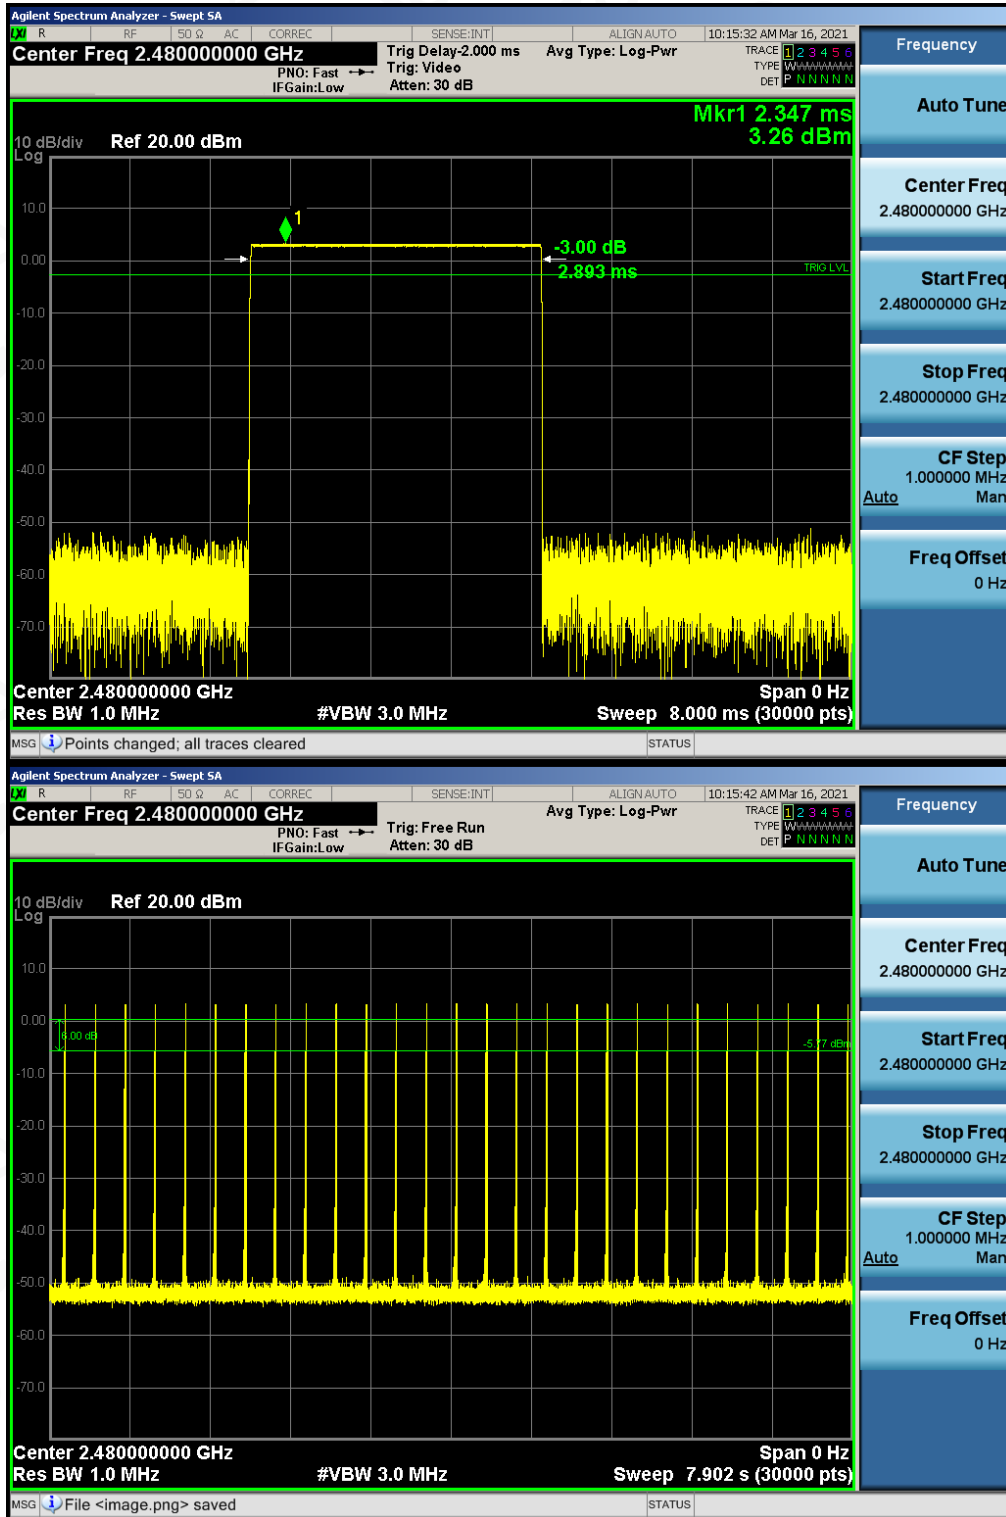 Agilent Spectrum Analyzer - Swept SA
LXI R RF 50 Ω AC CORREC SENSE:INT ALIGN AUTO 10:15:32 AM Mar 16, 2021
Center Freq 2.480000000 GHz
Trig Delay-2.000 ms Avg Type: Log-Pwr TRACE 1 2 3 4 5 6
PNO: Fast Trig: Video TYPE WWWWWW
IFGain:Low Atten: 30 dB DET P N N N N N
Mkr1 2.347 ms
3.26 dBm
10 dB/div Ref 20.00 dBm
Log
10.0
1
0.00
-3.00 dB
2.893 ms
TRIG LVL
-10.0
-20.0
-30.0
-40.0
-50.0
-60.0
-70.0
Center 2.480000000 GHz Span 0 Hz
Res BW 1.0 MHz #VBW 3.0 MHz Sweep 8.000 ms (30000 pts)
MSG Points changed; all traces cleared STATUS
Frequency
Auto Tune
Center Freq
2.480000000 GHz
Start Freq
2.480000000 GHz
Stop Freq
2.480000000 GHz
CF Step
1.000000 MHz
Auto Man
Freq Offset
0 Hz
Agilent Spectrum Analyzer - Swept SA
LXI R RF 50 Ω AC CORREC SENSE:INT ALIGN AUTO 10:15:42 AM Mar 16, 2021
Center Freq 2.480000000 GHz
Avg Type: Log-Pwr TRACE 1 2 3 4 5 6
PNO: Fast Trig: Free Run TYPE WWWWWW
IFGain:Low Atten: 30 dB DET P N N N N N
10 dB/div Ref 20.00 dBm
Log
10.0
0.00
6.00 dB
-5.77 dBm
-10.0
-20.0
-30.0
-40.0
-50.0
-60.0
-70.0
Center 2.480000000 GHz Span 0 Hz
Res BW 1.0 MHz #VBW 3.0 MHz Sweep 7.902 s (30000 pts)
MSG File <image.png> saved STATUS
Frequency
Auto Tune
Center Freq
2.480000000 GHz
Start Freq
2.480000000 GHz
Stop Freq
2.480000000 GHz
CF Step
1.000000 MHz
Auto Man
Freq Offset
0 Hz